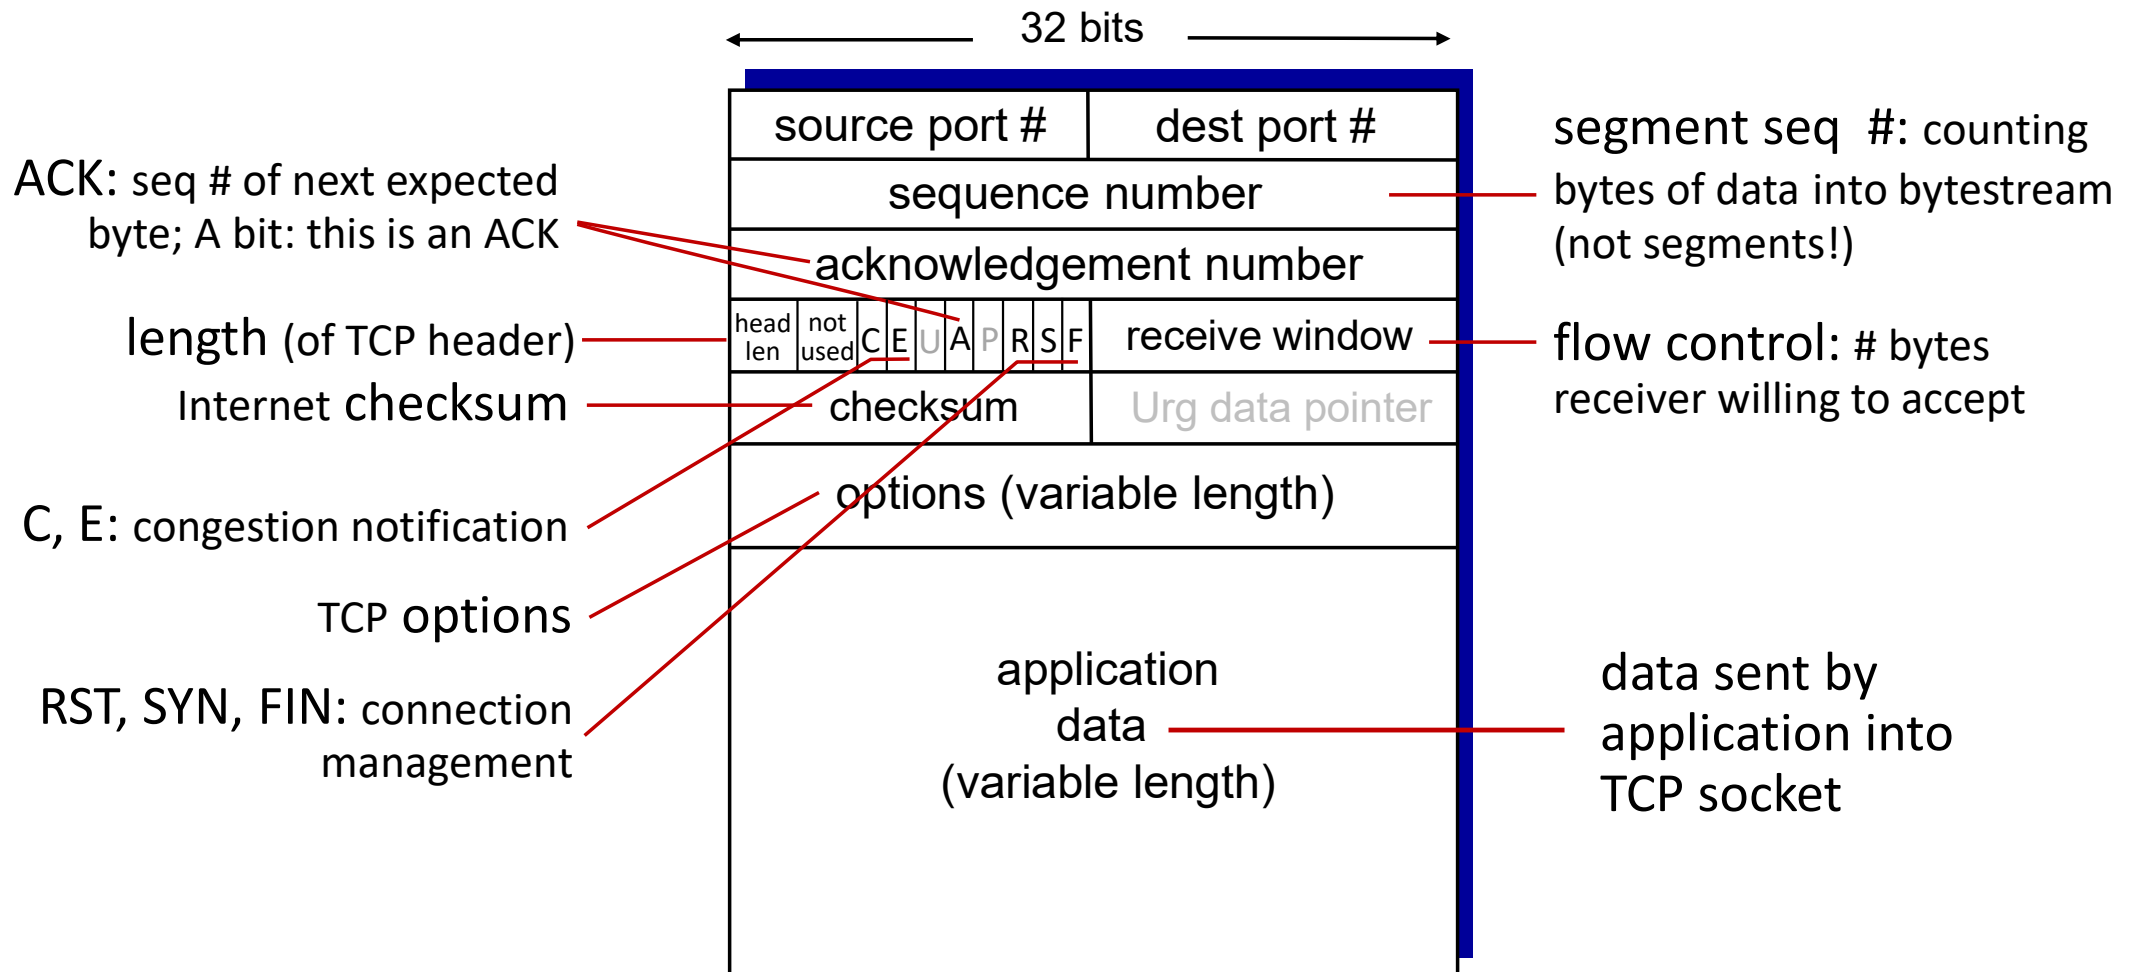 32 bits
source port #
dest port #
sequence number
acknowledgement number
head
len
not
used
C
E
U
A
P
R
S
F
receive window
checksum
Urg data pointer
options (variable length)
application
data
(variable length)
ACK: seq # of next expected
byte; A bit: this is an ACK
length (of TCP header)
Internet checksum
C, E: congestion notification
TCP options
RST, SYN, FIN: connection
management
segment seq #: counting
bytes of data into bytestream
(not segments!)
flow control: # bytes
receiver willing to accept
data sent by
application into
TCP socket